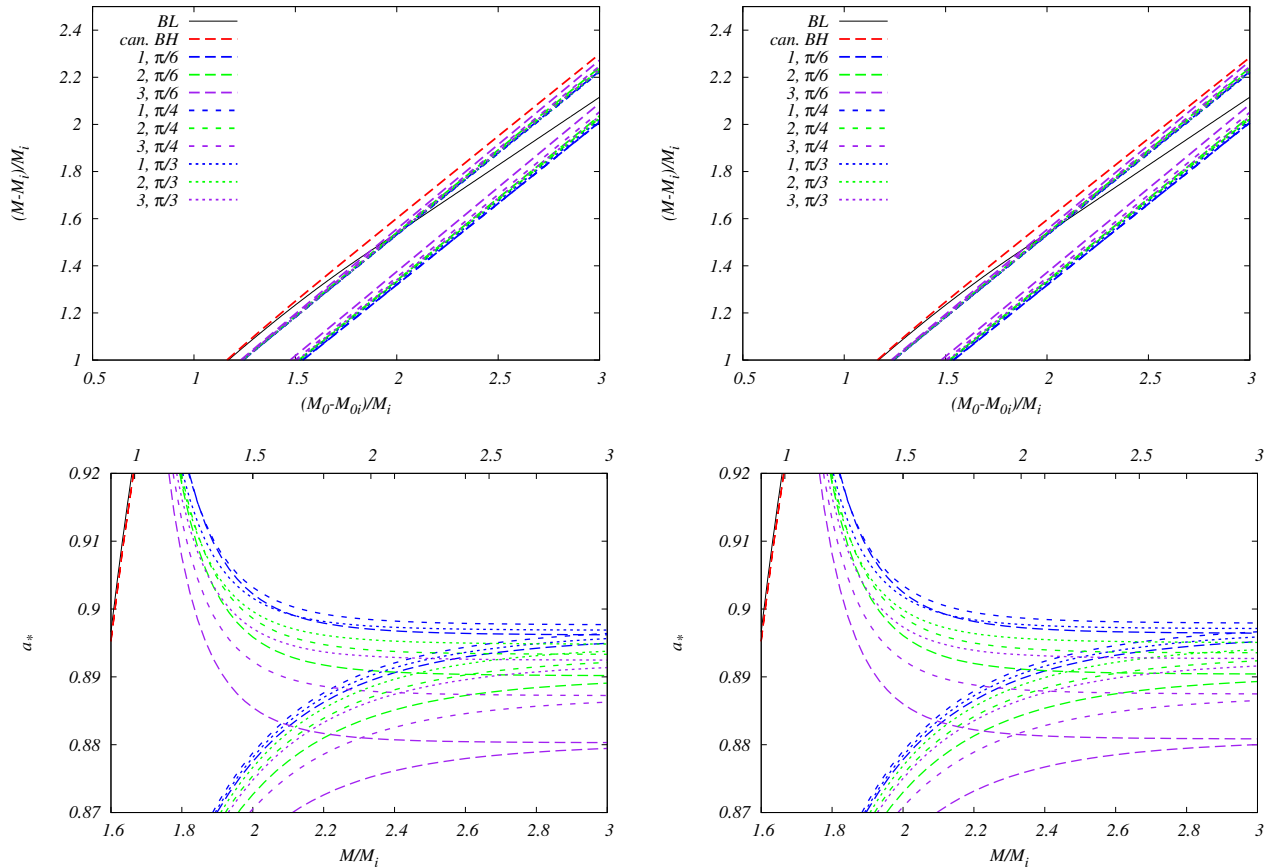 2.4
2.2
2
1.8
1.6
1.4
1.2
1
(M-M_i)/M_i
BL
can. BH
1, π/6
2, π/6
3, π/6
1, π/4
2, π/4
3, π/4
1, π/3
2, π/3
3, π/3
0.5 1 1.5 2 2.5 3
(M_0-M_{0i})/M_i
2.4
2.2
2
1.8
1.6
1.4
1.2
1
(M-M_i)/M_i
BL
can. BH
1, π/6
2, π/6
3, π/6
1, π/4
2, π/4
3, π/4
1, π/3
2, π/3
3, π/3
0.5 1 1.5 2 2.5 3
(M_0-M_{0i})/M_i
1 1.5 2 2.5 3
0.92
0.91
0.9
0.89
0.88
0.87
a_*
1.6 1.8 2 2.2 2.4 2.6 2.8 3
M/M_i
1 1.5 2 2.5 3
0.92
0.91
0.9
0.89
0.88
0.87
a_*
1.6 1.8 2 2.2 2.4 2.6 2.8 3
M/M_i